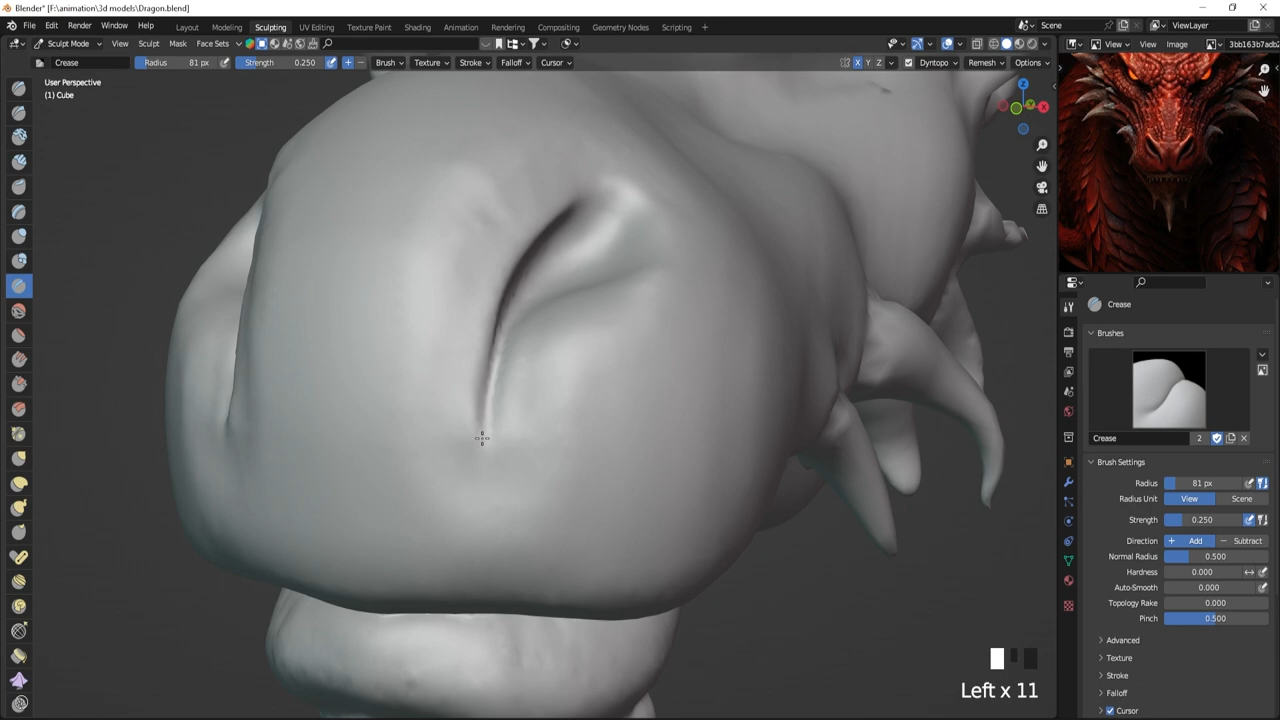 Blender* [F:\animation\3d models\Dragon.blend]
File Edit Render Window Help Layout Modeling Sculpting UV Editing Texture Paint Shading Animation Rendering Compositing Geometry Nodes Scripting + Scene ViewLayer
Sculpt Mode View Sculpt Mask Face Sets View View Image 3bb163b7adb2
Crease Radius 81 px Strength 0.250 Brush Texture Stroke Falloff Cursor X Y Z Dyntopo Remesh Options
User Perspective
(1) Cube
Z
Y X
Crease
Brushes
Crease 2
Brush Settings
Radius 81 px
Radius Unit View Scene
Strength 0.250
Direction + Add − Subtract
Normal Radius 0.500
Hardness 0.000
Auto-Smooth 0.000
Topology Rake 0.000
Pinch 0.500
Advanced
Texture
Stroke
Falloff
Cursor
Left x 11